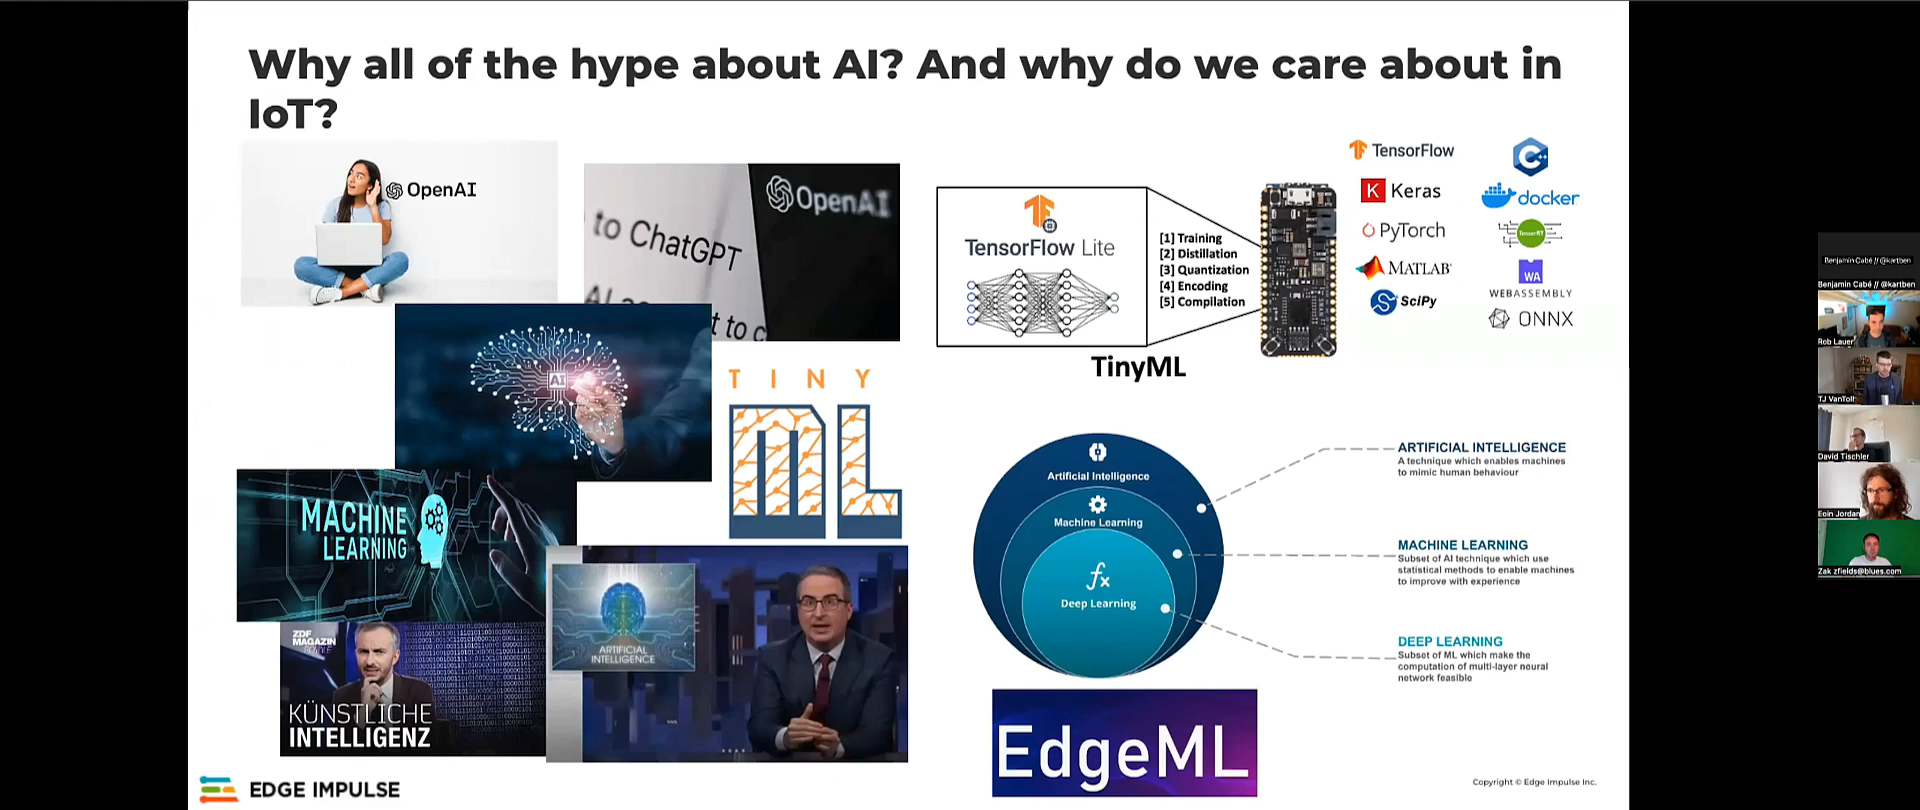 Why all of the hype about AI? And why do we care about in
IoT?
OpenAI
to ChatGPT
OpenAI
t to c
AI
TINY
ML
MACHINE
LEARNING
ZDF
MAGAZIN
ROYALE
KÜNSTLICHE
INTELLIGENZ
ARTIFICIAL
INTELLIGENCE
TensorFlow Lite
[1] Training
[2] Distillation
[3] Quantization
[4] Encoding
[5] Compilation
TinyML
TensorFlow
K Keras
PyTorch
MATLAB
SciPy
C++
docker
TensorRT
WA
WEBASSEMBLY
ONNX
Artificial Intelligence
Machine Learning
fx
Deep Learning
ARTIFICIAL INTELLIGENCE
A technique which enables machines
to mimic human behaviour
MACHINE LEARNING
Subset of AI technique which use
statistical methods to enable machines
to improve with experience
DEEP LEARNING
Subset of ML which make the
computation of multi-layer neural
network feasible
EdgeML
EDGE IMPULSE
Copyright © Edge Impulse Inc.
Benjamin Cabé // @kartben
Benjamin Cabé // @kartben
Rob Lauer
TJ VanToll
David Tischler
Eoin Jordan
Zak zfields@blues.com